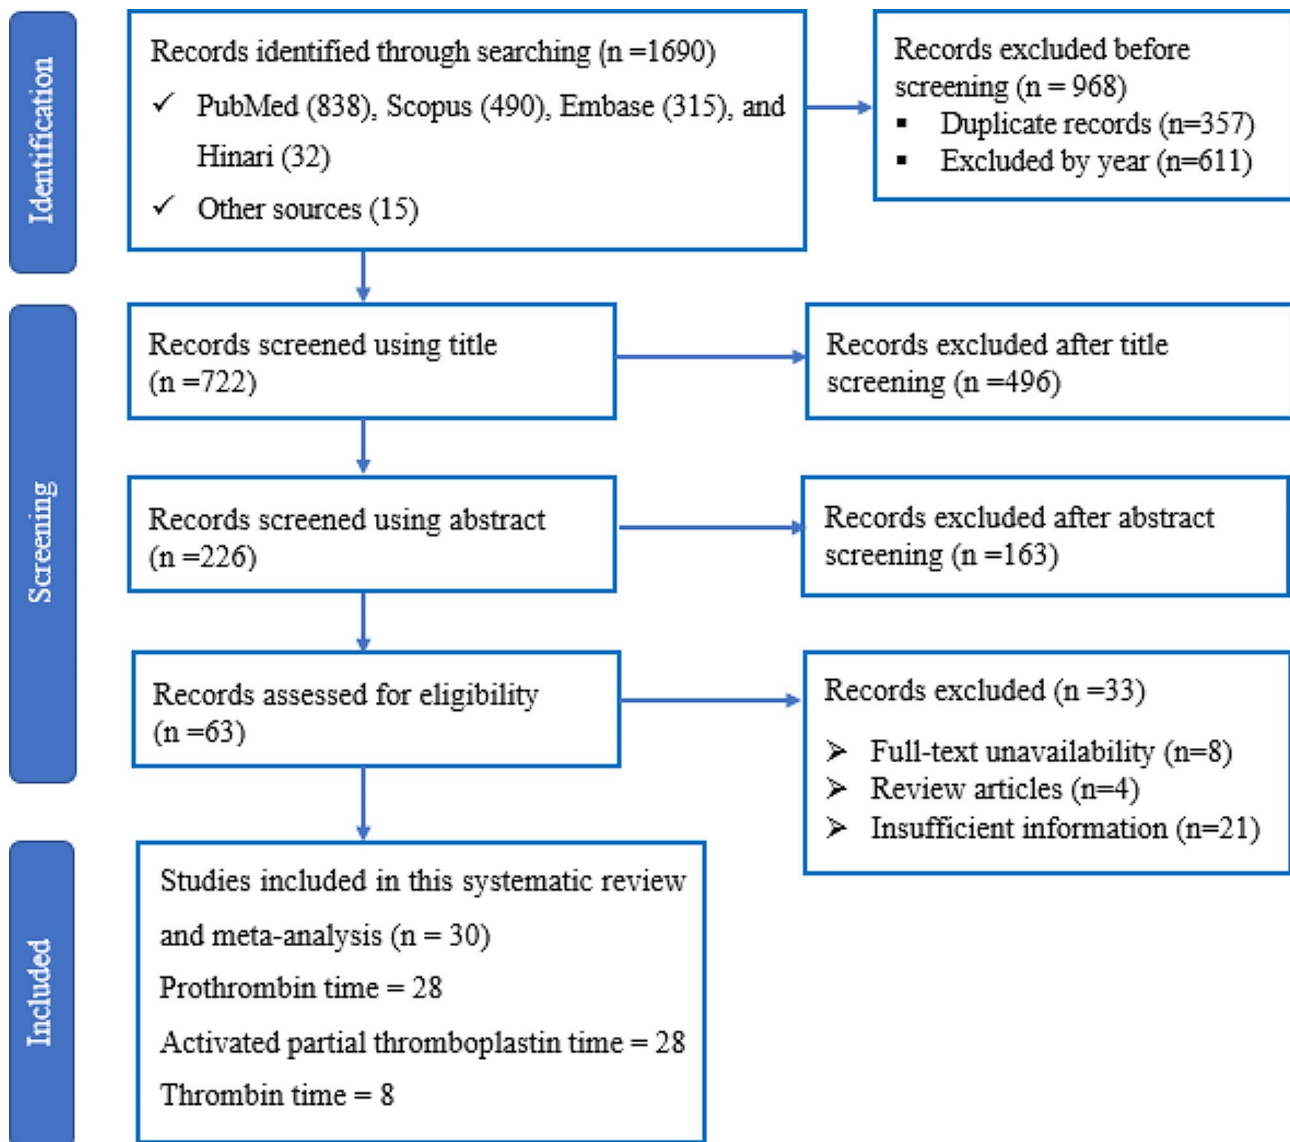 Identification
Records identified through searching (n =1690)
✓ PubMed (838), Scopus (490), Embase (315), and
Hinari (32)
✓ Other sources (15)
Records excluded before
screening (n = 968)
▪ Duplicate records (n=357)
▪ Excluded by year (n=611)
Screening
Records screened using title
(n =722)
Records excluded after title
screening (n =496)
Records screened using abstract
(n =226)
Records excluded after abstract
screening (n =163)
Records assessed for eligibility
(n =63)
Records excluded (n =33)
➢ Full-text unavailability (n=8)
➢ Review articles (n=4)
➢ Insufficient information (n=21)
Included
Studies included in this systematic review
and meta-analysis (n = 30)
Prothrombin time = 28
Activated partial thromboplastin time = 28
Thrombin time = 8